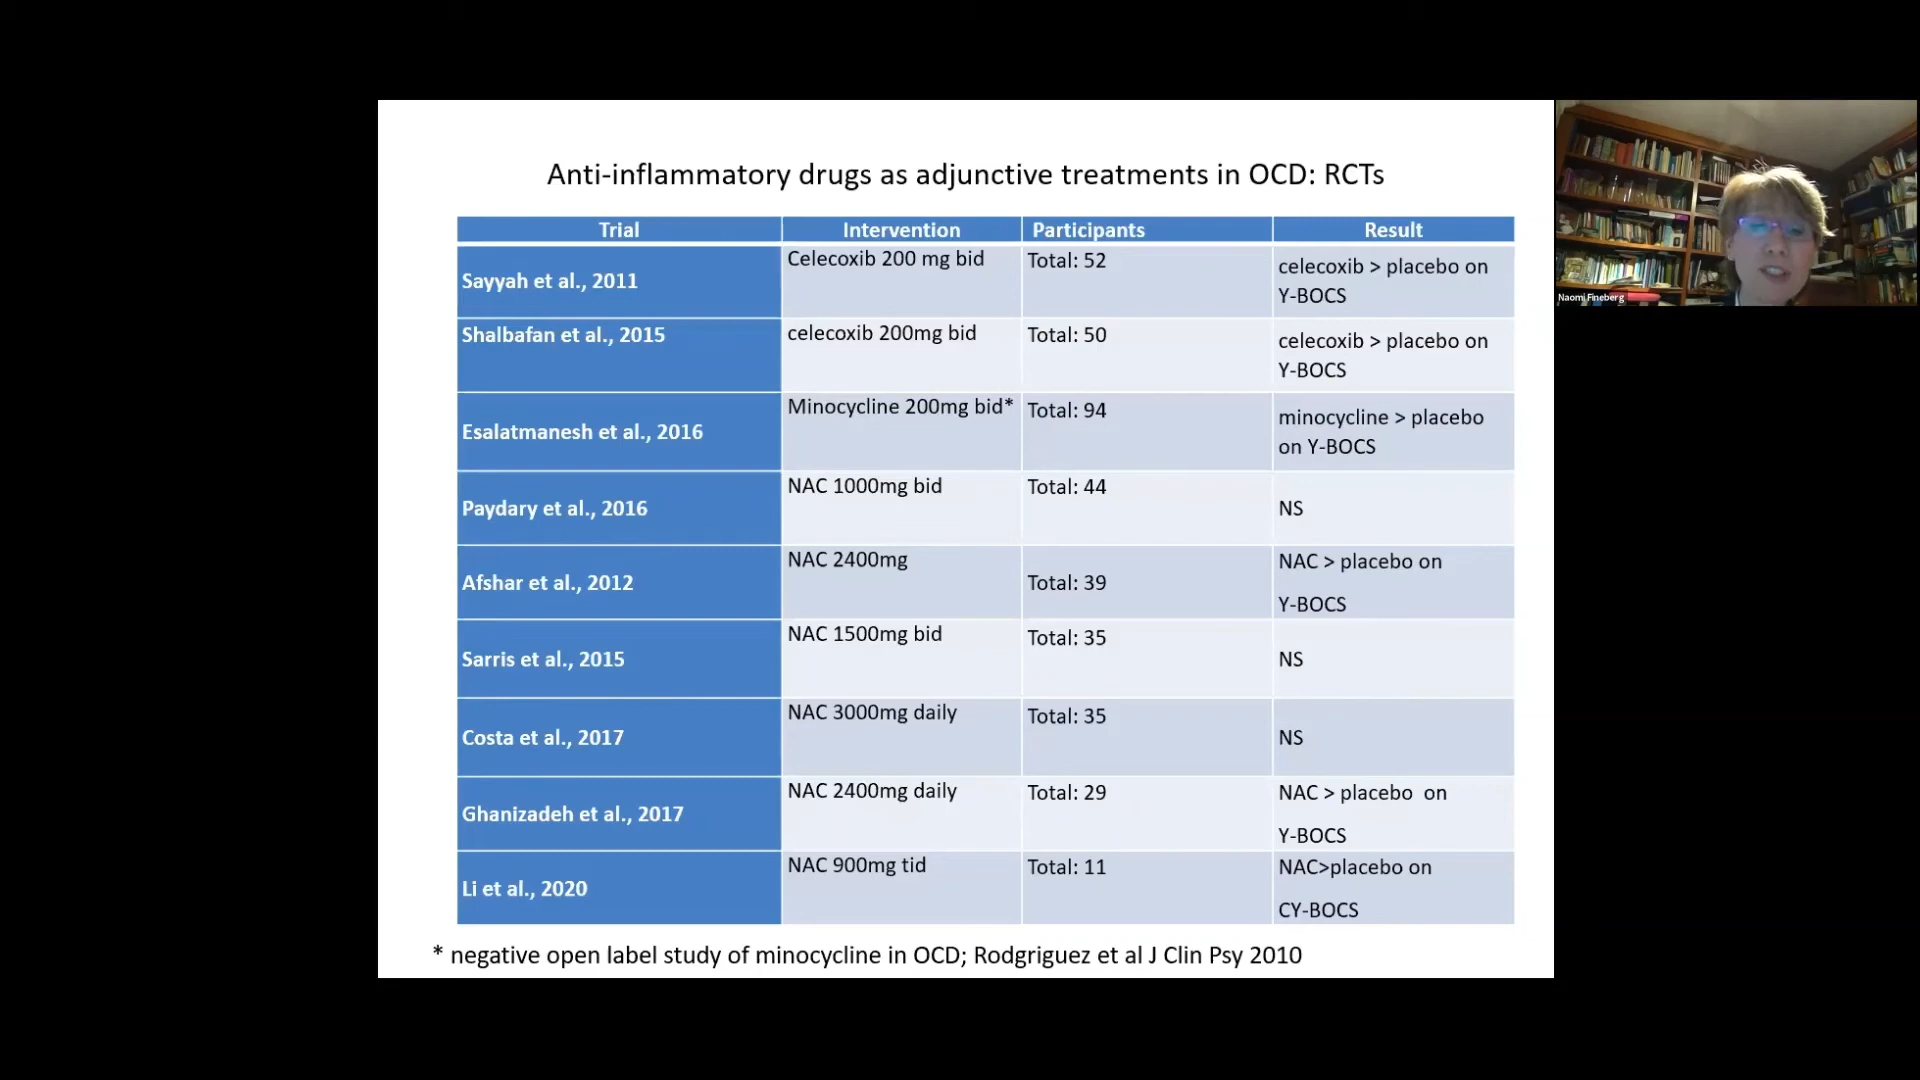 Anti-inflammatory drugs as adjunctive treatments in OCD: RCTs
Trial Intervention Participants Result
Sayyah et al., 2011 Celecoxib 200 mg bid Total: 52 celecoxib > placebo on
Y-BOCS
Shalbafan et al., 2015 celecoxib 200mg bid Total: 50 celecoxib > placebo on
Y-BOCS
Esalatmanesh et al., 2016 Minocycline 200mg bid* Total: 94 minocycline > placebo
on Y-BOCS
Paydary et al., 2016 NAC 1000mg bid Total: 44 NS
Afshar et al., 2012 NAC 2400mg Total: 39 NAC > placebo on
Y-BOCS
Sarris et al., 2015 NAC 1500mg bid Total: 35 NS
Costa et al., 2017 NAC 3000mg daily Total: 35 NS
Ghanizadeh et al., 2017 NAC 2400mg daily Total: 29 NAC > placebo on
Y-BOCS
Li et al., 2020 NAC 900mg tid Total: 11 NAC>placebo on
CY-BOCS
* negative open label study of minocycline in OCD; Rodgriguez et al J Clin Psy 2010
Naomi Fineberg